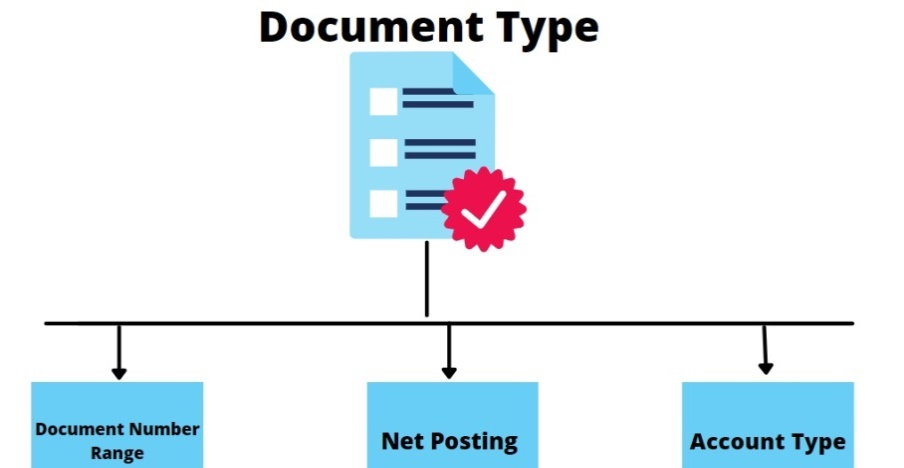 Document Type
Document Number
Range
Net Posting
Account Type